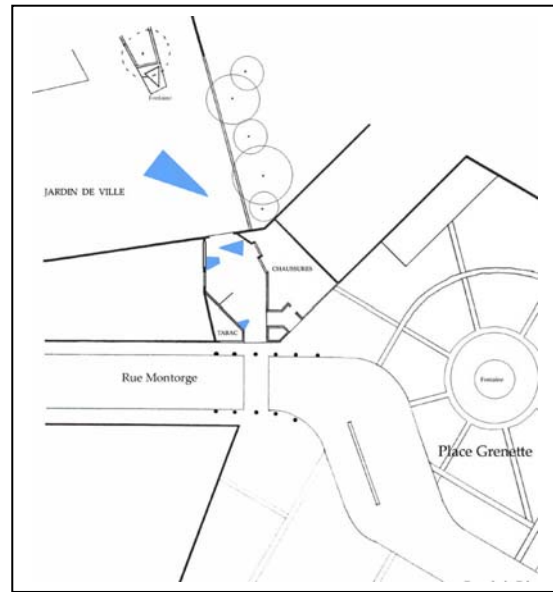 Fontaine
JARDIN DE VILLE
CHAUSSURES
TABAC
Rue Montorge
Fontaine
Place Grenette